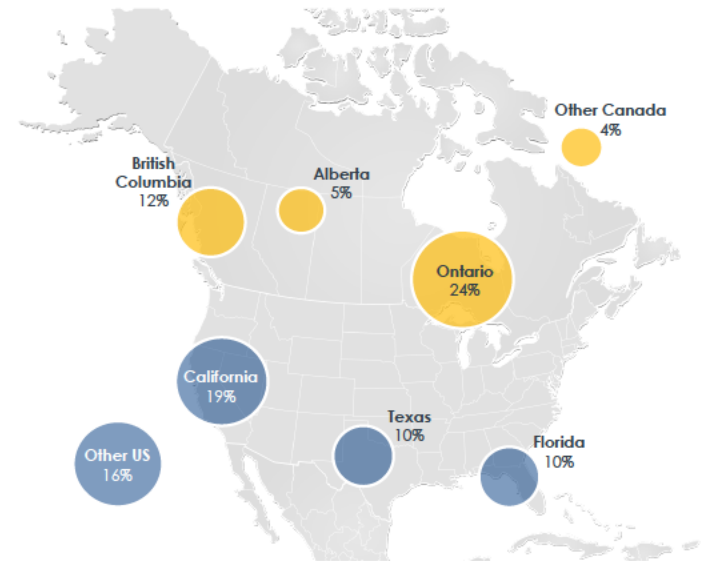 Other Canada
4%
British
Columbia
12%
Alberta
5%
Ontario
24%
California
19%
Texas
10%
Florida
10%
Other US
16%